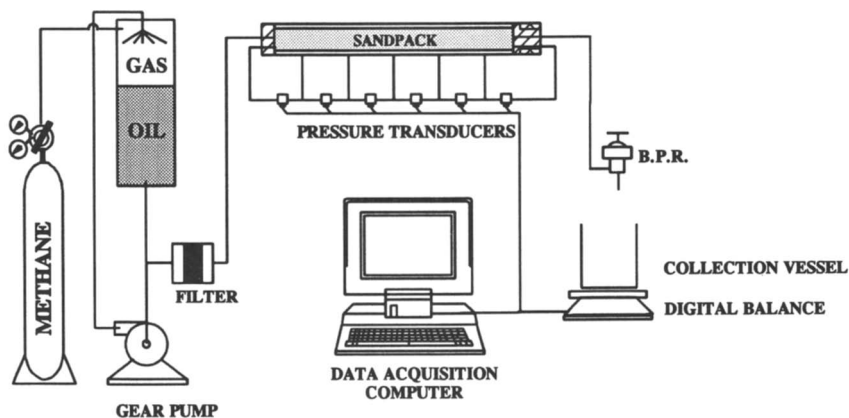 GAS
OIL
METHANE
GEAR PUMP
FILTER
SANDPACK
PRESSURE TRANSDUCERS
DATA ACQUISITION
COMPUTER
B.P.R.
COLLECTION VESSEL
DIGITAL BALANCE